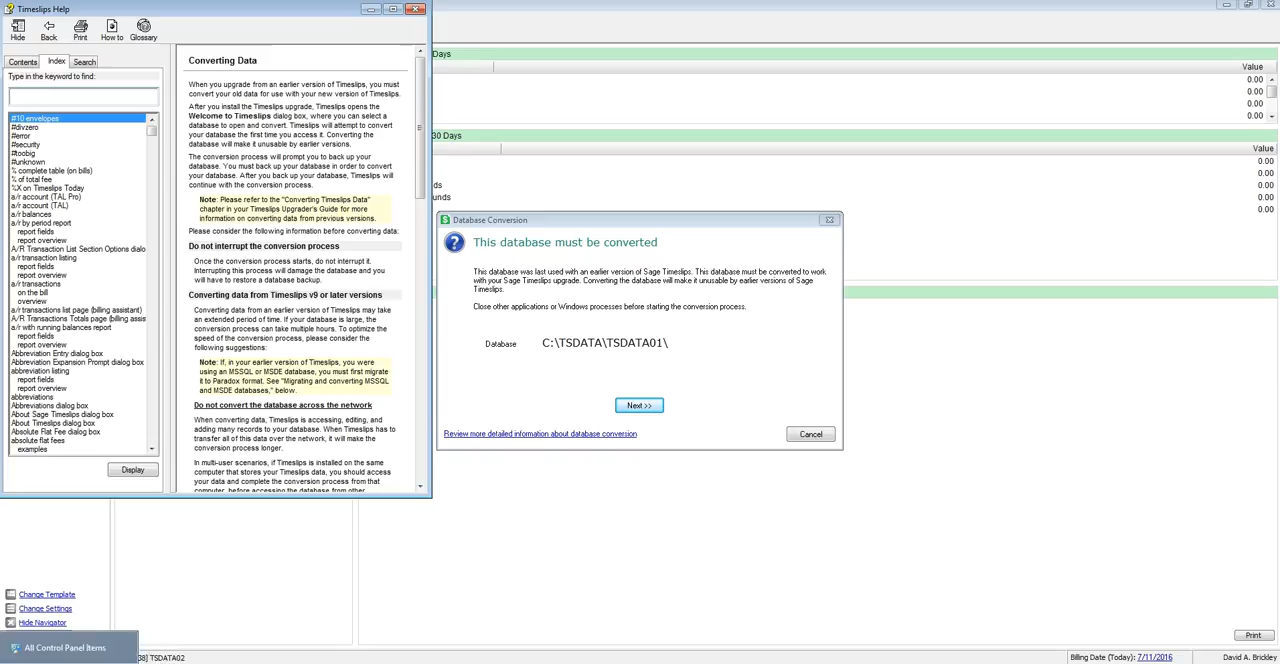 Timeslips Help
Hide
Back
Print
How to
Glossary
Contents
Index
Search
Type in the keyword to find:
#10 envelopes
#divzero
#error
#security
#toobig
#unknown
% complete table (on bills)
% of total fee
%X on Timeslips Today
a/r account (TAL Pro)
a/r account (TAL)
a/r balances
a/r by period report
report fields
report overview
A/R Transaction List Section Options dialo
a/r transaction listing
report fields
report overview
a/r transactions
on the bill
overview
a/r transactions list page (billing assistant)
A/R Transactions Totals page (billing assis
a/r with running balances report
report fields
report overview
Abbreviation Entry dialog box
Abbreviation Expansion Prompt dialog box
abbreviation listing
report fields
report overview
abbreviations
Abbreviations dialog box
About Sage Timeslips dialog box
About Timeslips dialog box
Absolute Flat Fee dialog box
absolute flat fees
examples
Display
Converting Data
When you upgrade from an earlier version of Timeslips, you must
convert your old data for use with your new version of Timeslips.
After you install the Timeslips upgrade, Timeslips opens the
Welcome to Timeslips dialog box, where you can select a
database to open and convert. Timeslips will attempt to convert
your database the first time you access it. Converting the
database will make it unusable by earlier versions.
The conversion process will prompt you to back up your
database. You must back up your database in order to convert
your database. After you back up your database, Timeslips will
continue with the conversion process.
Note: Please refer to the "Converting Timeslips Data"
chapter in your Timeslips Upgrader's Guide for more
information on converting data from previous versions.
Please consider the following information before converting data:
Do not interrupt the conversion process
Once the conversion process starts, do not interrupt it.
Interrupting this process will damage the database and you
will have to restore a database backup.
Converting data from Timeslips v9 or later versions
Converting data from an earlier version of Timeslips may take
an extended period of time. If your database is large, the
conversion process can take multiple hours. To optimize the
speed of the conversion process, please consider the
following suggestions:
Note: If, in your earlier version of Timeslips, you were
using an MSSQL or MSDE database, you must first migrate
it to Paradox format. See "Migrating and converting MSSQL
and MSDE databases," below.
Do not convert the database across the network
When converting data, Timeslips is accessing, editing, and
adding many records to your database. When Timeslips has to
transfer all of this data over the network, it will make the
conversion process longer.
In multi-user scenarios, if Timeslips is installed on the same
computer that stores your Timeslips data, you should access
your data and complete the conversion process from that
computer, before accessing the database from other
Days
Value
0.00
0.00
0.00
0.00
30 Days
Value
0.00
0.00
ds 0.00
unds 0.00
0.00
Database Conversion
This database must be converted
This database was last used with an earlier version of Sage Timeslips. This database must be converted to work
with your Sage Timeslips upgrade. Converting the database will make it unusable by earlier versions of Sage
Timeslips.
Close other applications or Windows processes before starting the conversion process.
Database C:\TSDATA\TSDATA01\
Next >>
Review more detailed information about database conversion
Cancel
Change Template
Change Settings
Hide Navigator
All Control Panel Items
38] TSDATA02
Print
Billing Date (Today): 7/11/2016
David A. Brickley